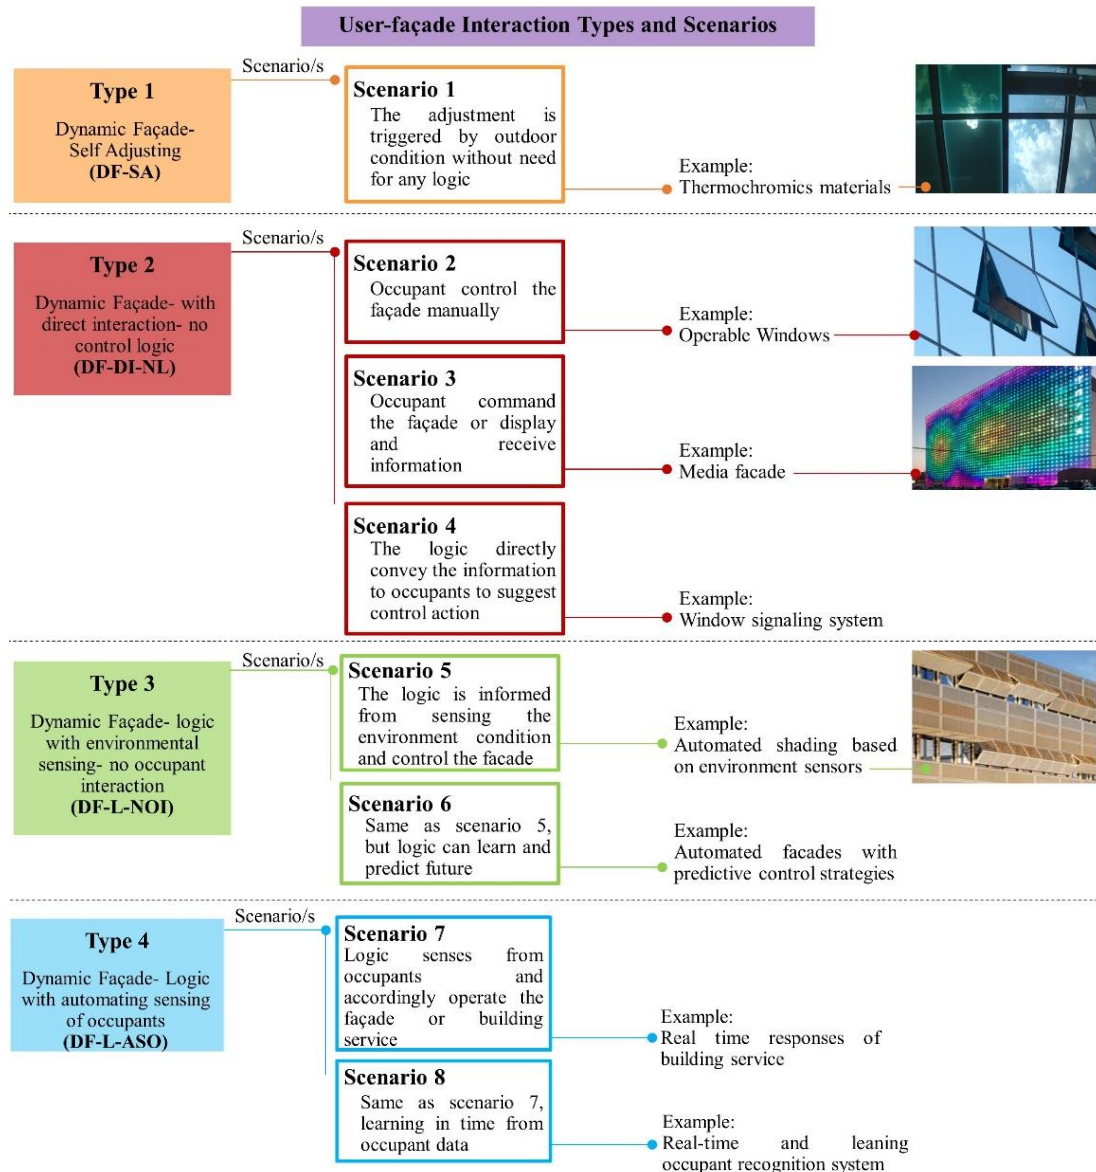 User-façade Interaction Types and Scenarios
Type 1
Dynamic Façade-
Self Adjusting
(DF-SA)
Scenario/s
Scenario 1
The adjustment is
triggered by outdoor
condition without need
for any logic
Example:
Thermochromics materials
Type 2
Dynamic Façade- with
direct interaction- no
control logic
(DF-DI-NL)
Scenario/s
Scenario 2
Occupant control the
façade manually
Example:
Operable Windows
Scenario 3
Occupant command
the façade or display
and receive
information
Example:
Media facade
Scenario 4
The logic directly
convey the information
to occupants to suggest
control action
Example:
Window signaling system
Type 3
Dynamic Façade- logic
with environmental
sensing- no occupant
interaction
(DF-L-NOI)
Scenario/s
Scenario 5
The logic is informed
from sensing the
environment condition
and control the facade
Example:
Automated shading based
on environment sensors
Scenario 6
Same as scenario 5,
but logic can learn and
predict future
Example:
Automated facades with
predictive control strategies
Type 4
Dynamic Façade- Logic
with automating sensing
of occupants
(DF-L-ASO)
Scenario/s
Scenario 7
Logic senses from
occupants and
accordingly operate the
façade or building
service
Example:
Real time responses of
building service
Scenario 8
Same as scenario 7,
learning in time from
occupant data
Example:
Real-time and leaning
occupant recognition system